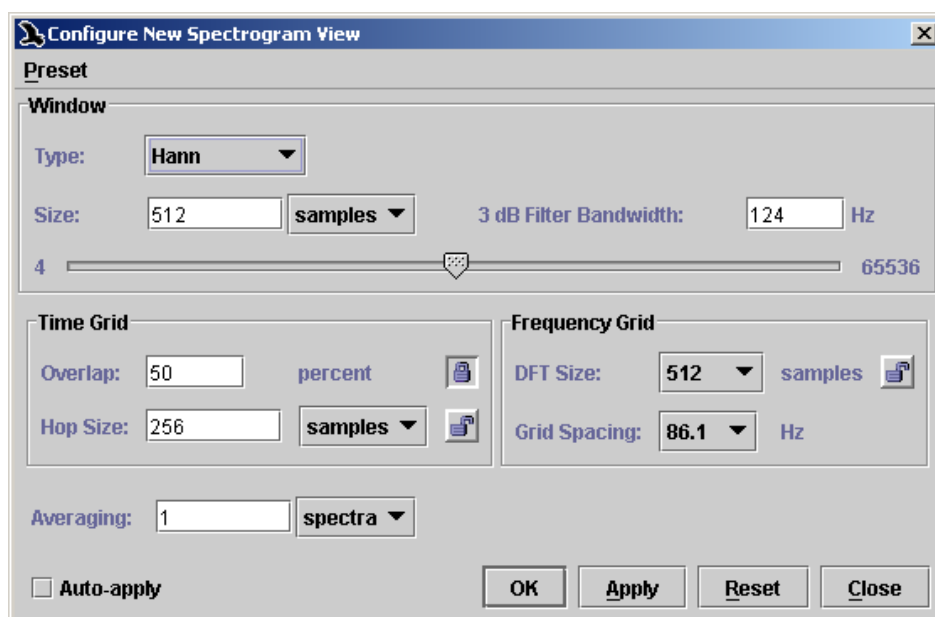 Configure New Spectrogram View
Preset
Window
Type: Hann
Size: 512 samples 3 dB Filter Bandwidth: 124 Hz
4 65536
Time Grid
Overlap: 50 percent
Hop Size: 256 samples
Frequency Grid
DFT Size: 512 samples
Grid Spacing: 86.1 Hz
Averaging: 1 spectra
Auto-apply OK Apply Reset Close